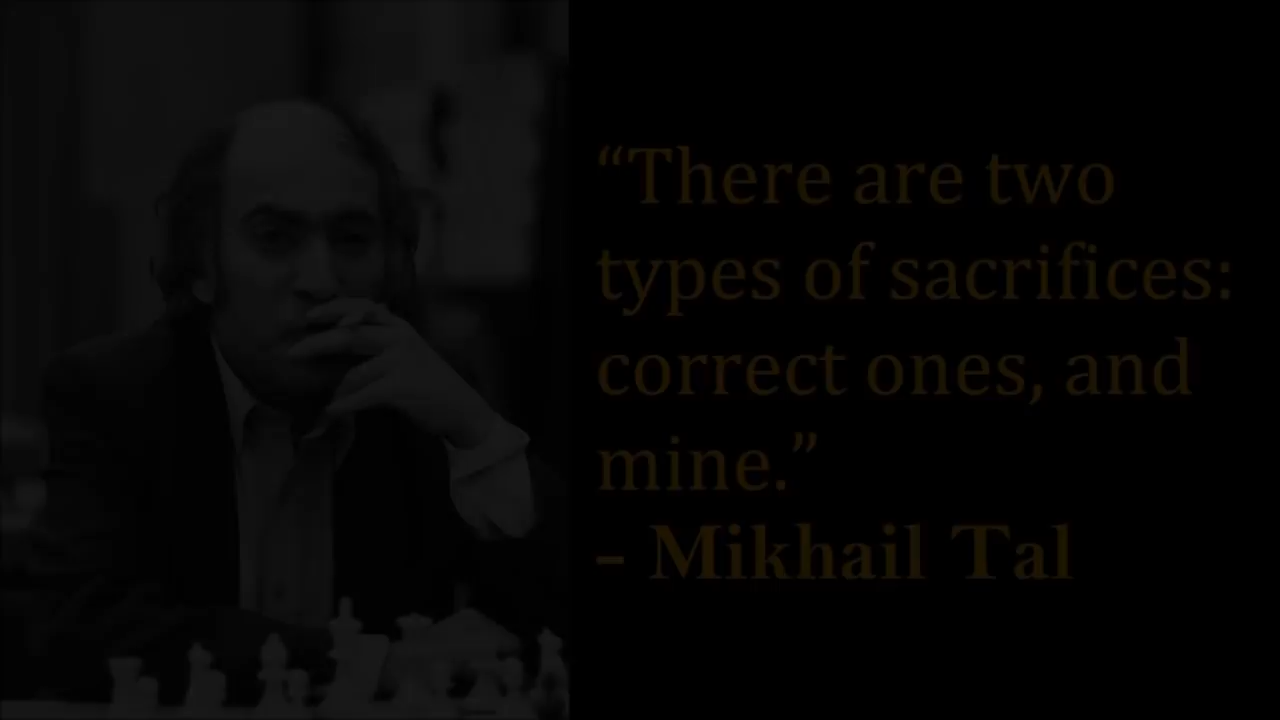 “There are two
types of sacrifices:
correct ones, and
mine.”
- Mikhail Tal